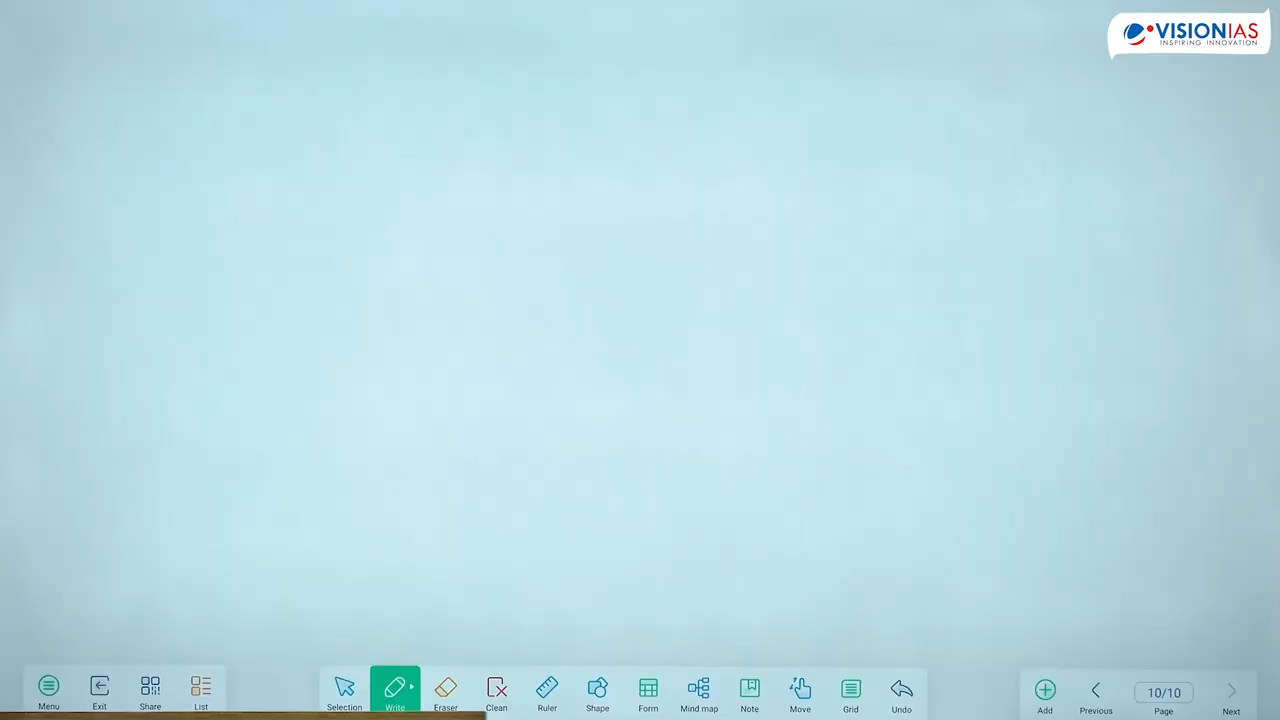 VISIONIAS
INSPIRING INNOVATION
Menu Exit Share List Selection Write Eraser Clean Ruler Shape Form Mind map Note Move Grid Undo Add Previous 10/10 Page Next